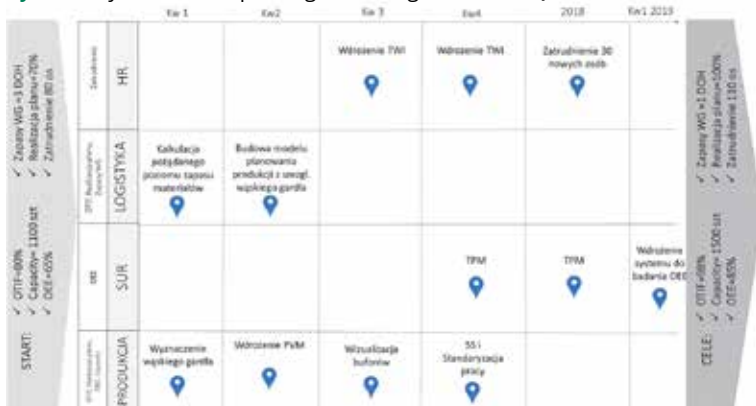 Kw 1 Kw2 Kw 3 Kw4 2018 Kw1 2019
START:
✓ OTIF=80%
✓ Capacity= 1100 szt
✓ OEE=65%
✓ Zapasy WG =3 DOH
✓ Realizacja planu=70%
✓ Zatrudnienie 80 os
Zatrudnienie
HR
Wdrożenie TWI
Wdrożenie TWI
Zatrudnienie 30
nowych osób
LOGISTYKA
Kalkulacja
pożądanego
poziomu zapasu
materiałów
Budowa modelu
planowania
produkcji z uwzgl.
wąskiego gardła
OEE
SUR
TPM
TPM
Wdrożenie
systemu do
badania OEE
PRODUKCJA
Wyznaczenie
wąskiego gardła
Wdrożenie PVM
Wizualizacja
buforów
5S i
Standaryzacja
pracy
CELE:
✓ OTIF=98%
✓ Capacity= 1500 szt
✓ OEE=85%
✓ Zapasy WG =1 DOH
✓ Realizacja planu=100%
✓ Zatrudnienie 110 os